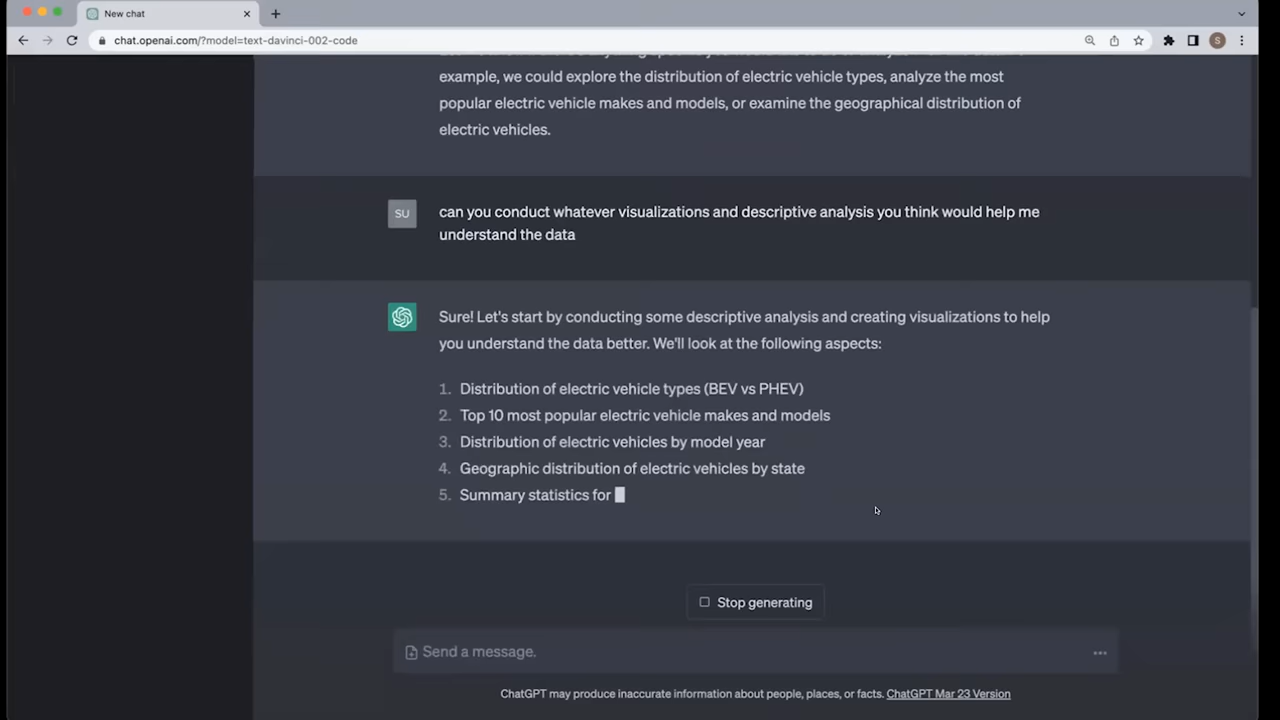 New chat
chat.openai.com/?model=text-davinci-002-code
S
example, we could explore the distribution of electric vehicle types, analyze the most
popular electric vehicle makes and models, or examine the geographical distribution of
electric vehicles.
SU
can you conduct whatever visualizations and descriptive analysis you think would help me
understand the data
Sure! Let's start by conducting some descriptive analysis and creating visualizations to help
you understand the data better. We'll look at the following aspects:
1. Distribution of electric vehicle types (BEV vs PHEV)
2. Top 10 most popular electric vehicle makes and models
3. Distribution of electric vehicles by model year
4. Geographic distribution of electric vehicles by state
5. Summary statistics for
Stop generating
Send a message.
ChatGPT may produce inaccurate information about people, places, or facts. ChatGPT Mar 23 Version